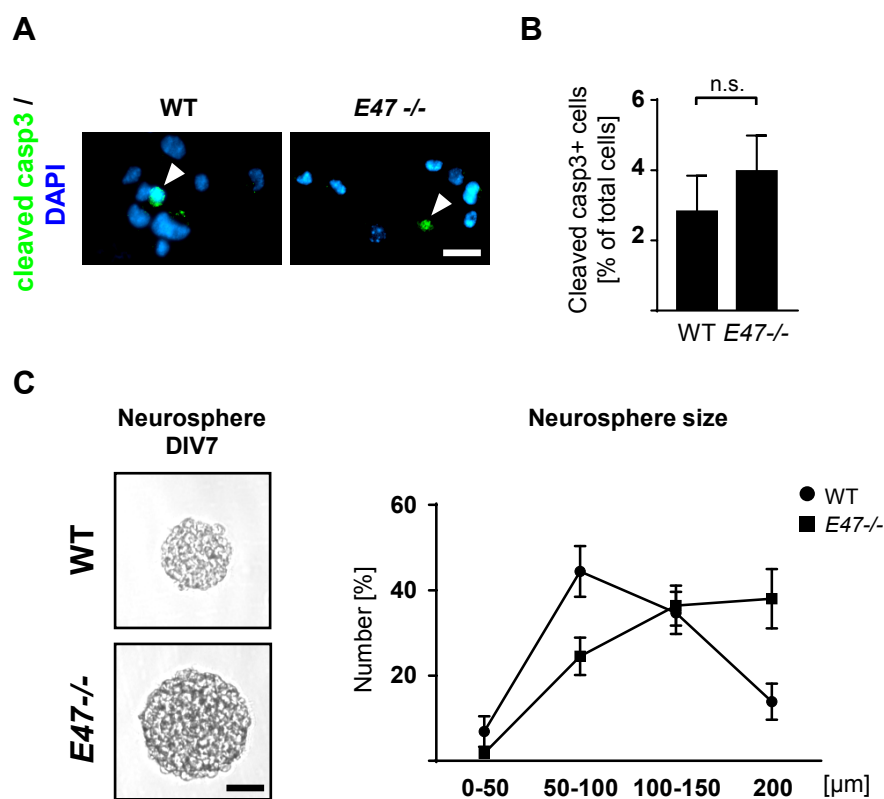 A
cleaved casp3 /
DAPI
WT
E47 -/-
B
Cleaved casp3+ cells
[% of total cells]
n.s.
6
4
2
WT
E47-/-
C
Neurosphere
DIV7
WT
E47-/-
Neurosphere size
WT
E47-/-
Number [%]
60
40
20
0-50
50-100
100-150
200
[µm]